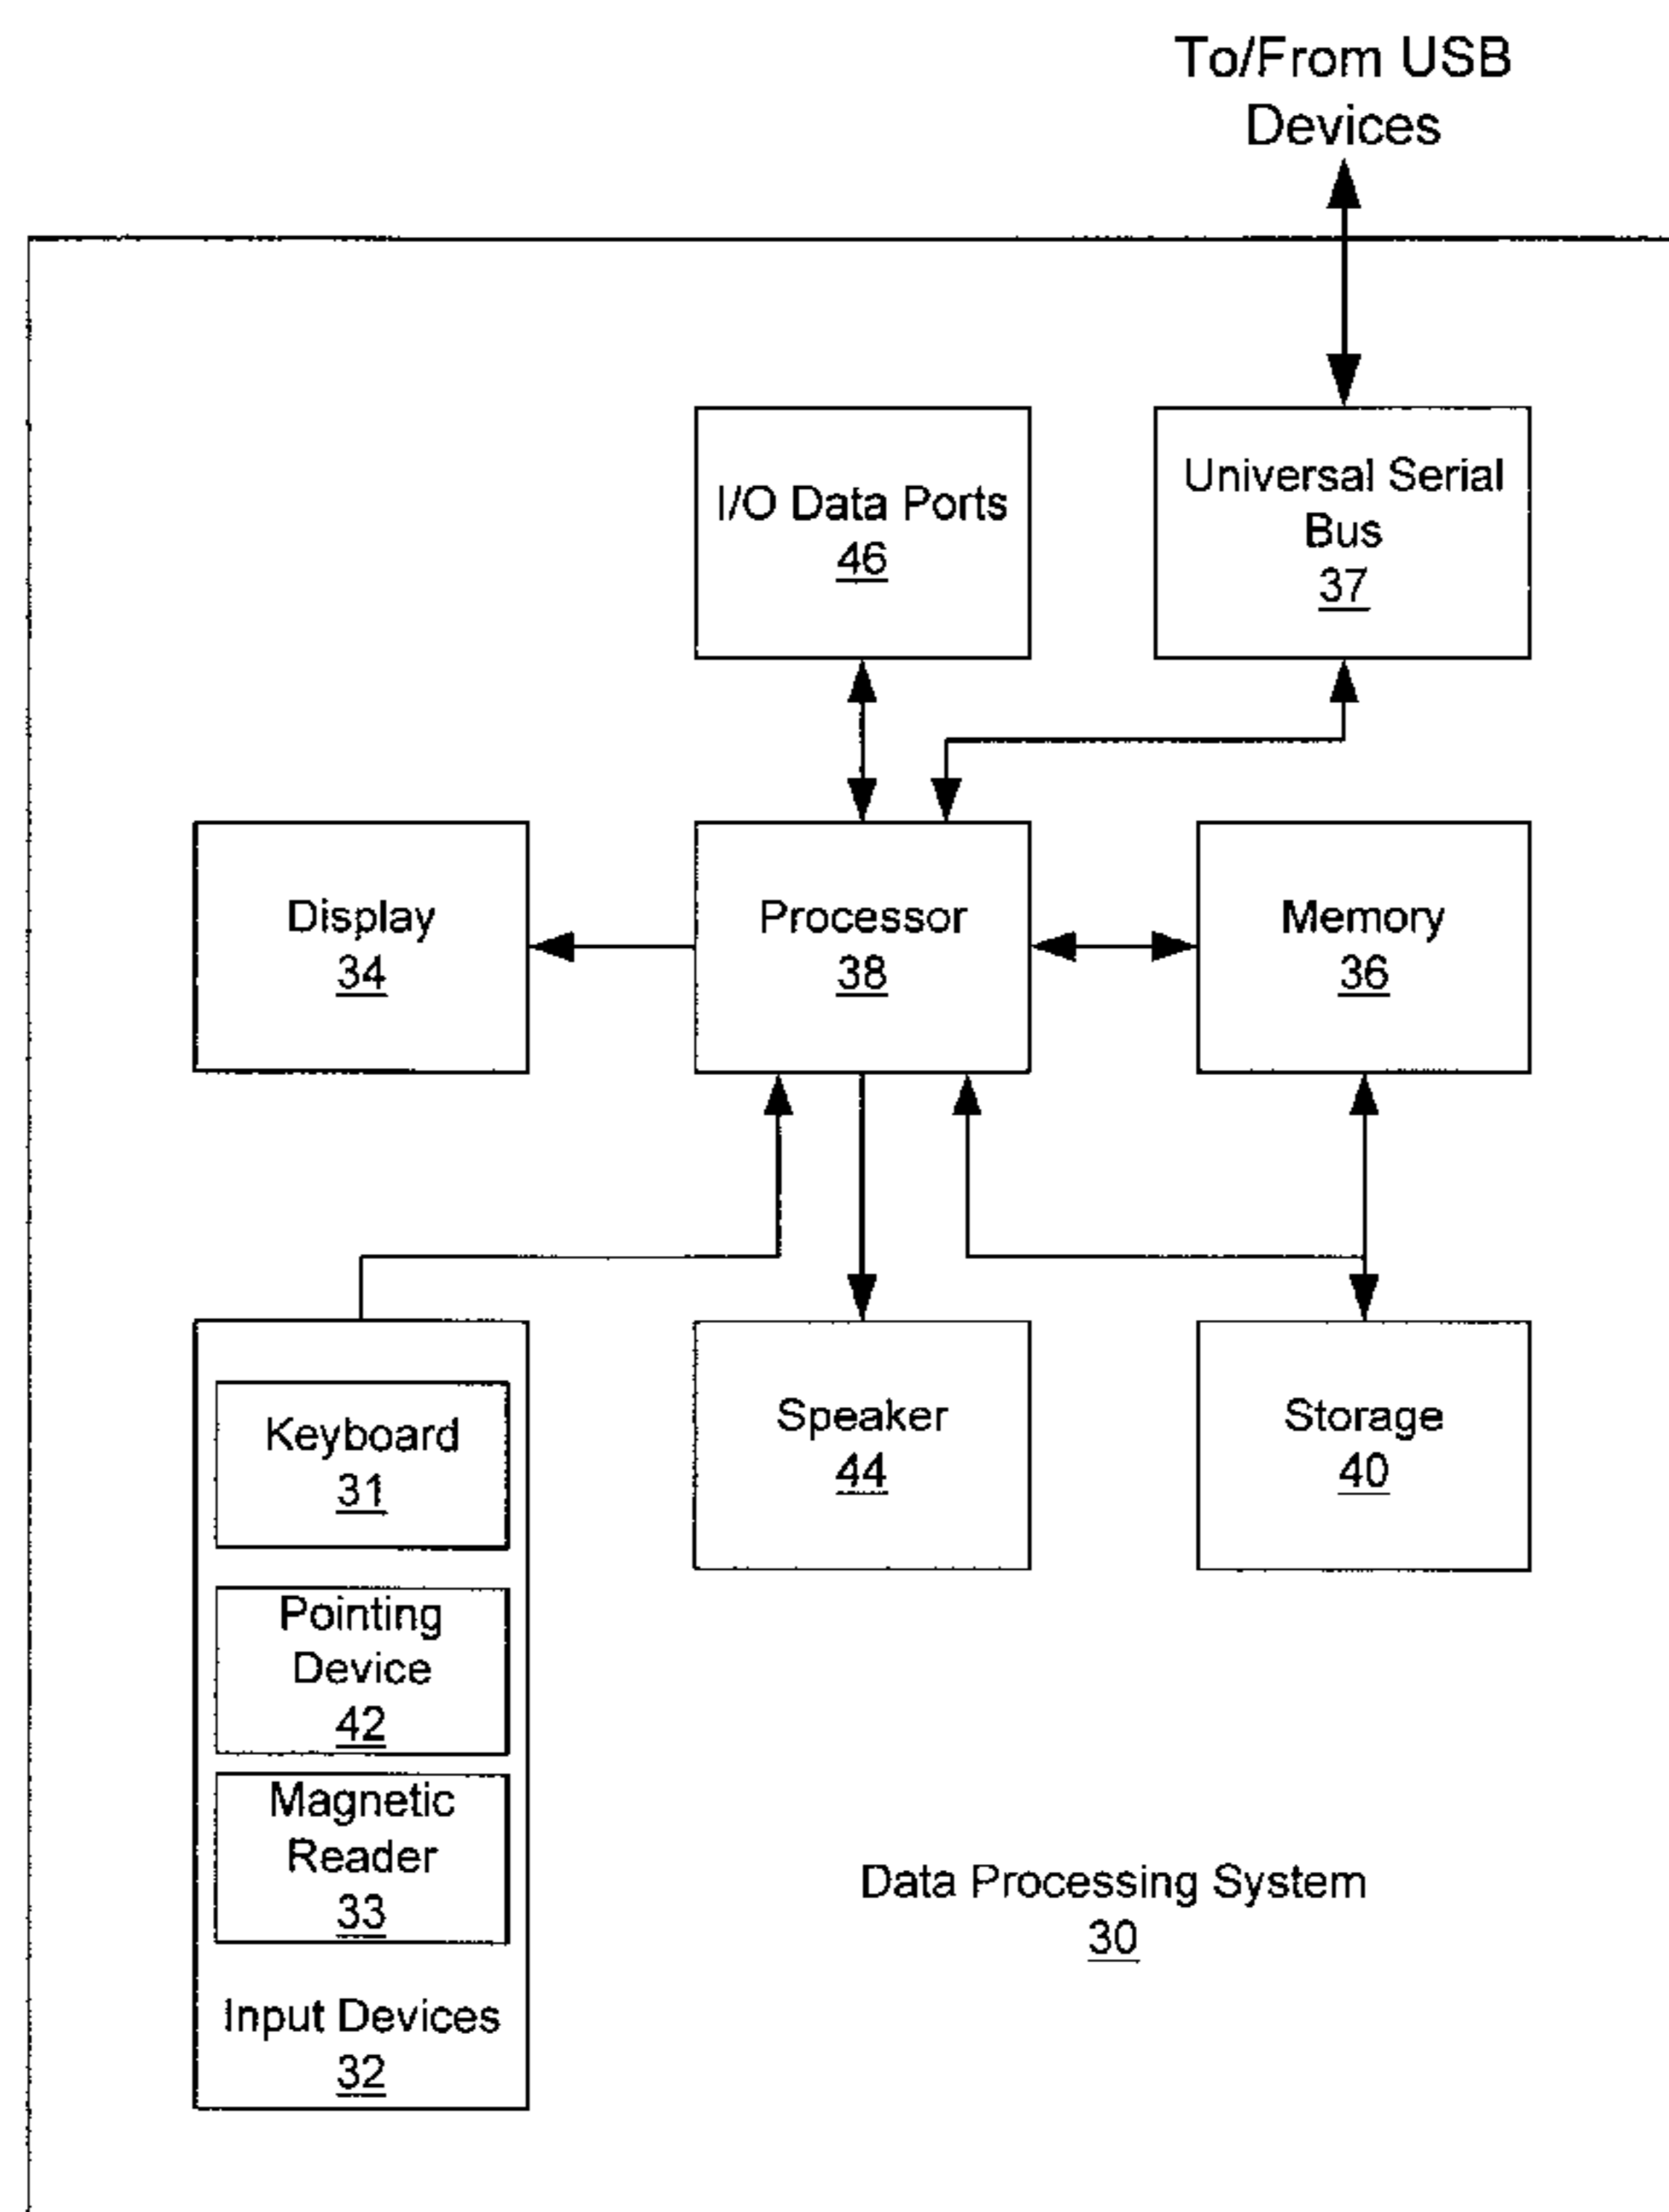 To/From USB
Devices
I/O Data Ports
46
Universal Serial
Bus
37
Display
34
Processor
38
Memory
36
Keyboard
31
Pointing
Device
42
Magnetic
Reader
33
Input Devices
32
Speaker
44
Storage
40
Data Processing System
30